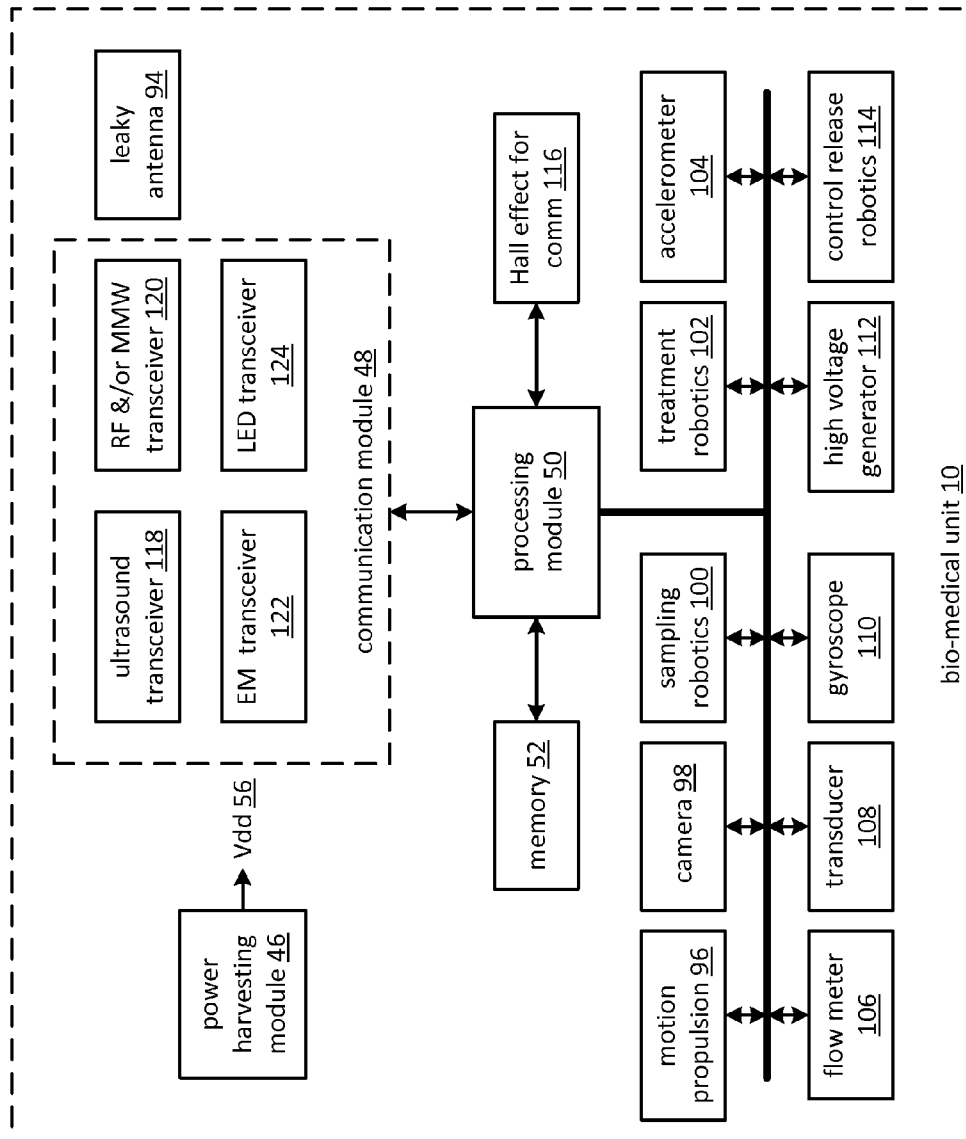 leaky
antenna 94
ultrasound
transceiver 118
RF &/or MMW
transceiver 120
EM transceiver
122
LED transceiver
124
communication module 48
power
harvesting
module 46
Vdd 56
memory 52
processing
module 50
Hall effect for
comm 116
motion
propulsion 96
camera 98
sampling
robotics 100
treatment
robotics 102
accelerometer
104
flow meter
106
transducer
108
gyroscope
110
high voltage
generator 112
control release
robotics 114
bio-medical unit 10